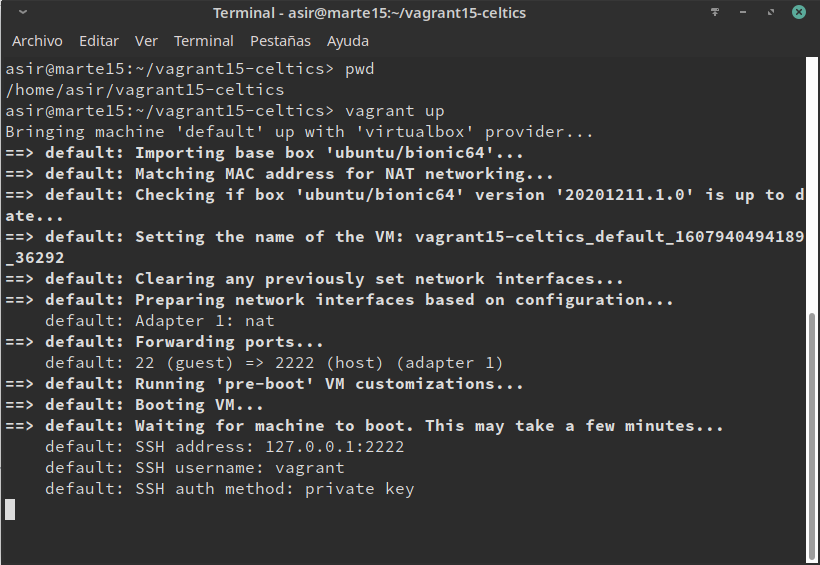 Terminal - asir@marte15:~/vagrant15-celtics
Archivo Editar Ver Terminal Pestañas Ayuda
asir@marte15:~/vagrant15-celtics> pwd
/home/asir/vagrant15-celtics
asir@marte15:~/vagrant15-celtics> vagrant up
Bringing machine 'default' up with 'virtualbox' provider...
==> default: Importing base box 'ubuntu/bionic64'...
==> default: Matching MAC address for NAT networking...
==> default: Checking if box 'ubuntu/bionic64' version '20201211.1.0' is up to d
ate...
==> default: Setting the name of the VM: vagrant15-celtics_default_1607940494189
_36292
==> default: Clearing any previously set network interfaces...
==> default: Preparing network interfaces based on configuration...
    default: Adapter 1: nat
==> default: Forwarding ports...
    default: 22 (guest) => 2222 (host) (adapter 1)
==> default: Running 'pre-boot' VM customizations...
==> default: Booting VM...
==> default: Waiting for machine to boot. This may take a few minutes...
    default: SSH address: 127.0.0.1:2222
    default: SSH username: vagrant
    default: SSH auth method: private key